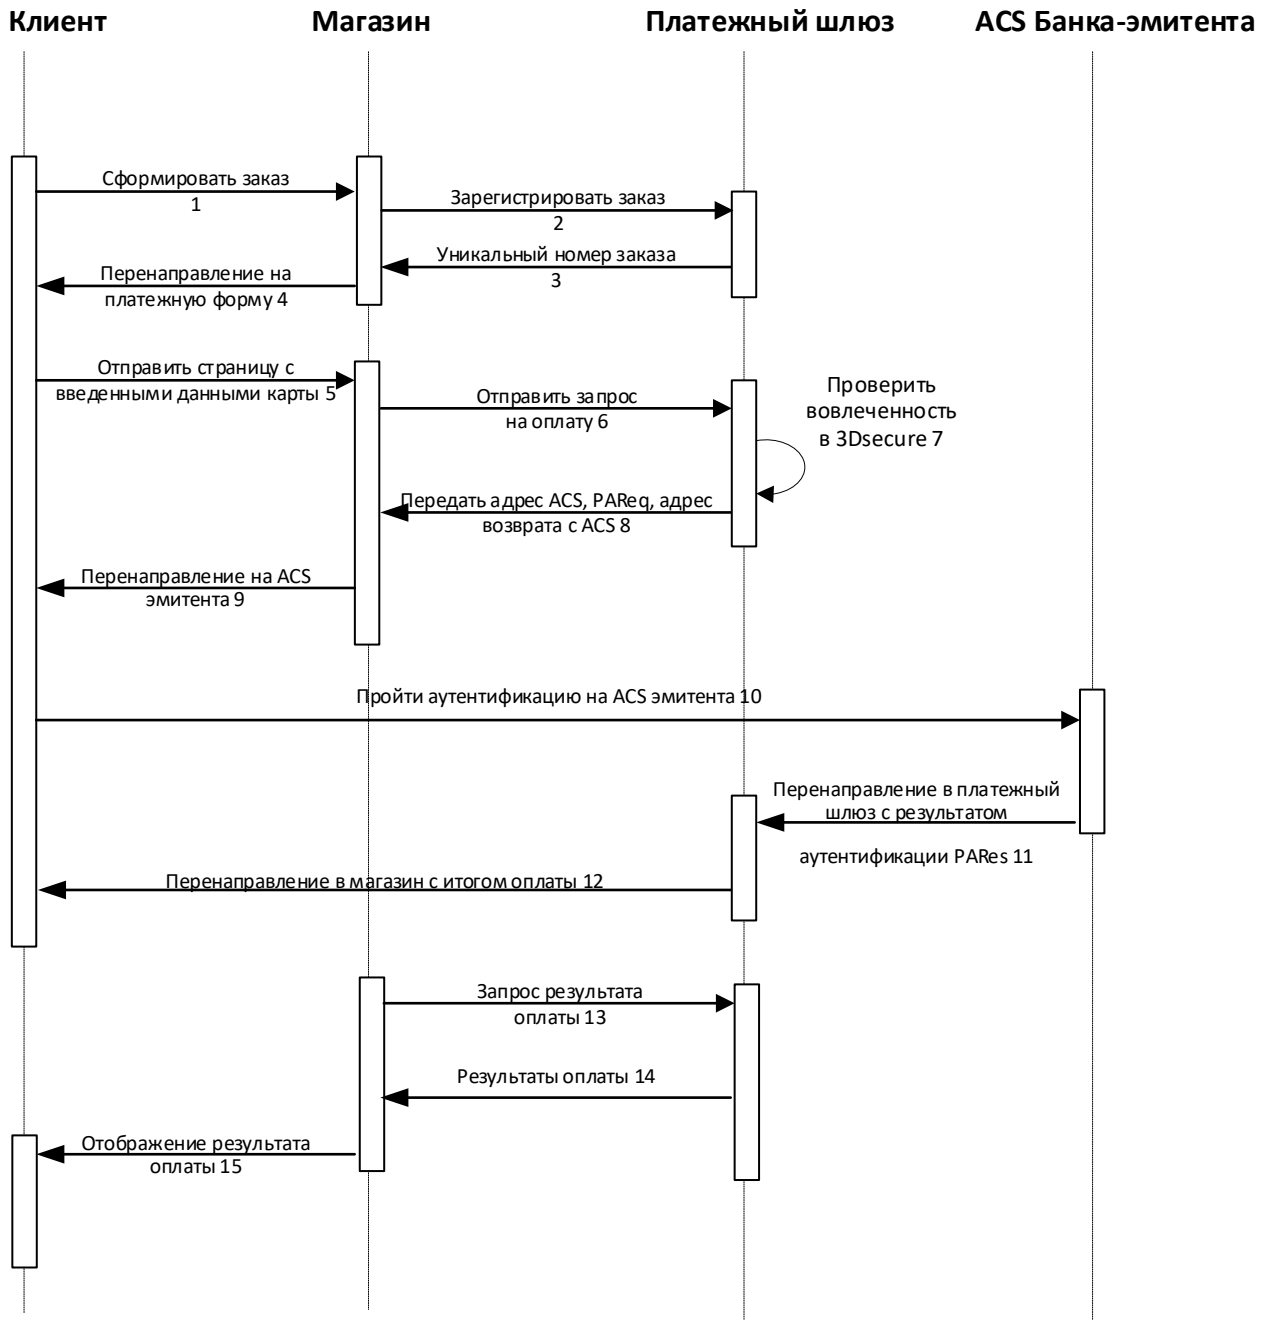 Клиент
Магазин
Платежный шлюз
ACS Банка-эмитента
Сформировать заказ
1
Зарегистрировать заказ
2
Уникальный номер заказа
3
Перенаправление на
платежную форму 4
Отправить страницу с
введенными данными карты 5
Отправить запрос
на оплату 6
Проверить
вовлеченность
в 3Dsecure 7
Передать адрес ACS, PAReq, адрес
возврата с ACS 8
Перенаправление на ACS
эмитента 9
Пройти аутентификацию на ACS эмитента 10
Перенаправление в платежный
шлюз с результатом
аутентификации PARes 11
Перенаправление в магазин с итогом оплаты 12
Запрос результата
оплаты 13
Результаты оплаты 14
Отображение результата
оплаты 15